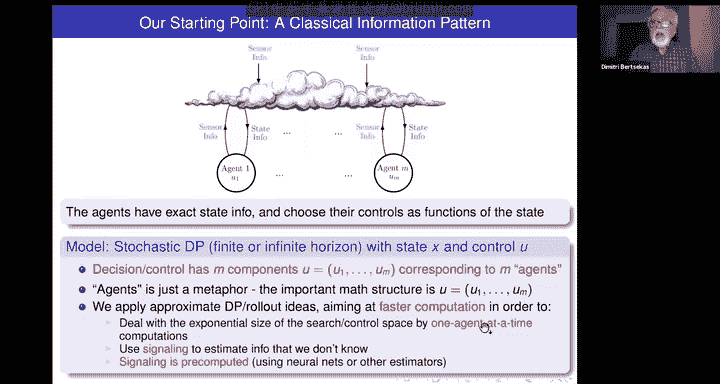 Our Starting Point: A Classical Information Pattern
Dimitri Bertsekas
Sensor
Info
Sensor
Info
Sensor
Info
State
Info
...
...
Sensor
Info
State
Info
Agent 1
u1
...
...
Agent m
um
The agents have exact state info, and choose their controls as functions of the state
Model: Stochastic DP (finite or infinite horizon) with state x and control u
Decision/control has m components u = (u1, . . . , um) corresponding to m “agents”
“Agents” is just a metaphor - the important math structure is u = (u1, . . . , um)
We apply approximate DP/rollout ideas, aiming at faster computation in order to:
Deal with the exponential size of the search/control space by one-agent-at-a-time
computations
Use signaling to estimate info that we don't know
Signaling is precomputed (using neural nets or other estimators)